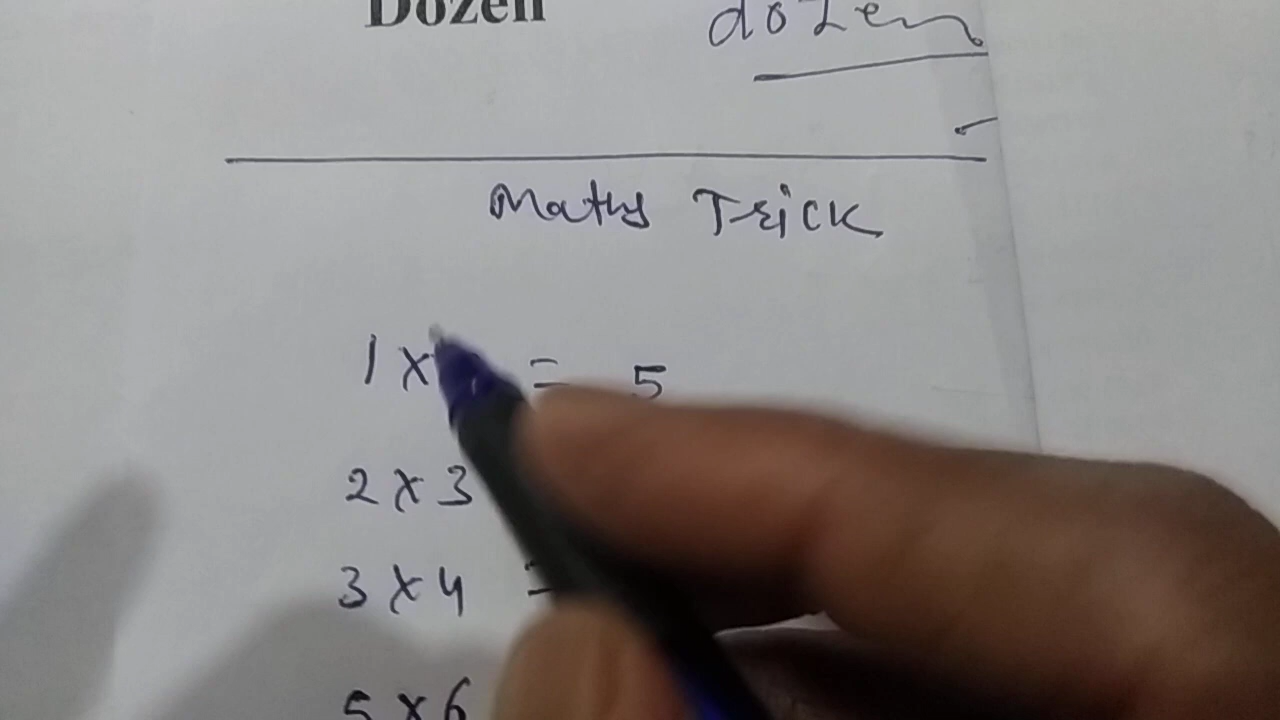 Dozen dozen
Maths Trick
1 x = 5
2 x 3
3 x 4 =
5 x 6